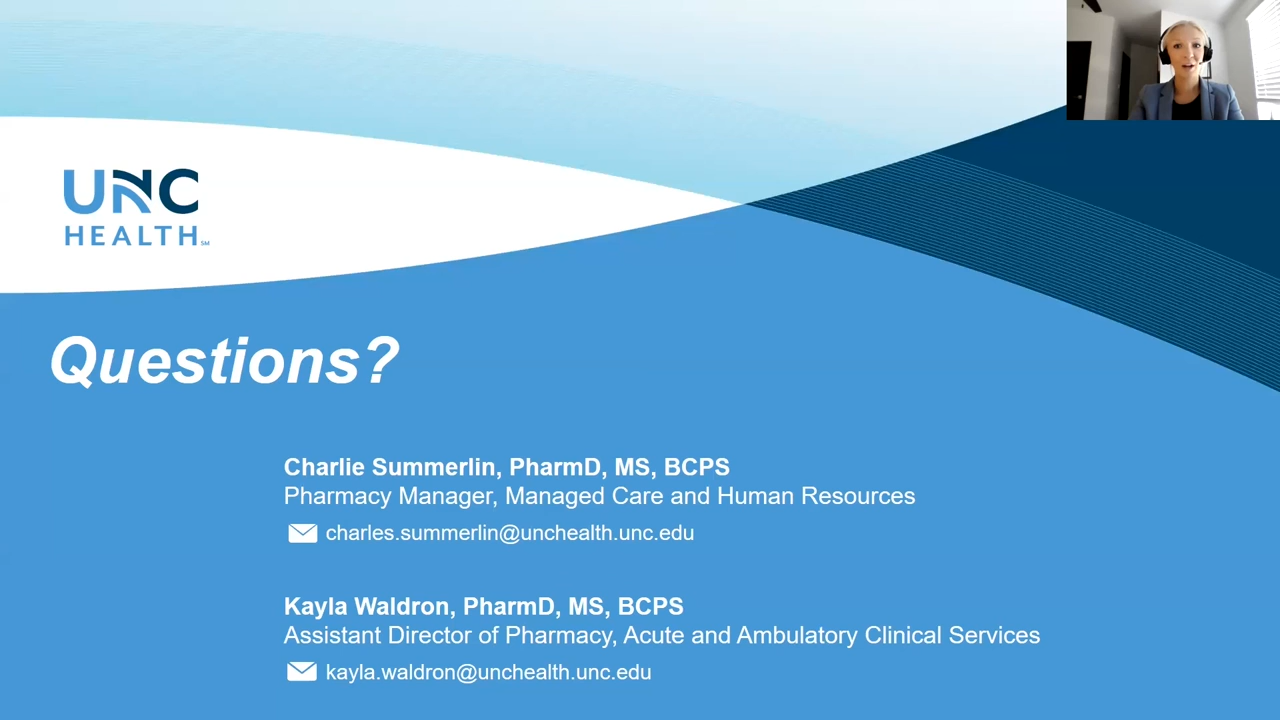 UNC
HEALTH SM
Questions?
Charlie Summerlin, PharmD, MS, BCPS
Pharmacy Manager, Managed Care and Human Resources
charles.summerlin@unchealth.unc.edu
Kayla Waldron, PharmD, MS, BCPS
Assistant Director of Pharmacy, Acute and Ambulatory Clinical Services
kayla.waldron@unchealth.unc.edu